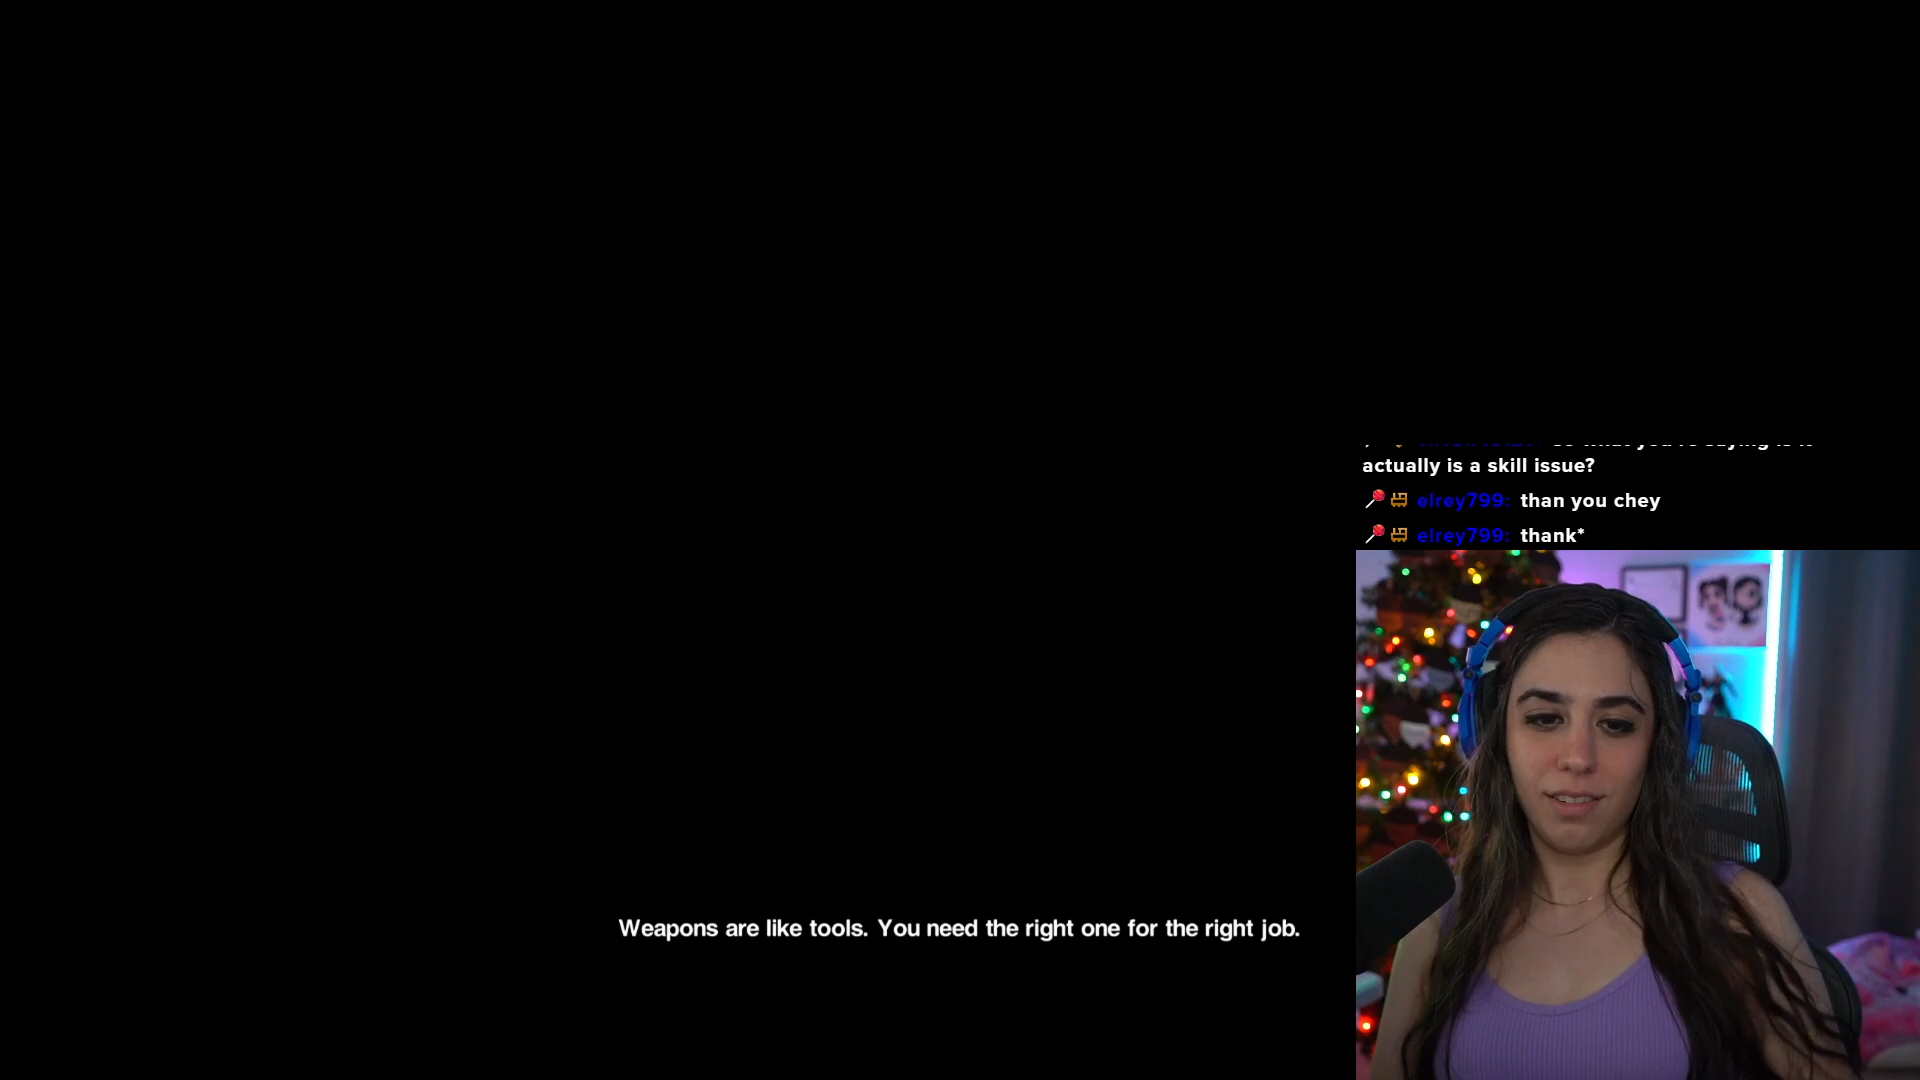 actually is a skill issue?
elrey799: than you chey
elrey799: thank*
Weapons are like tools. You need the right one for the right job.